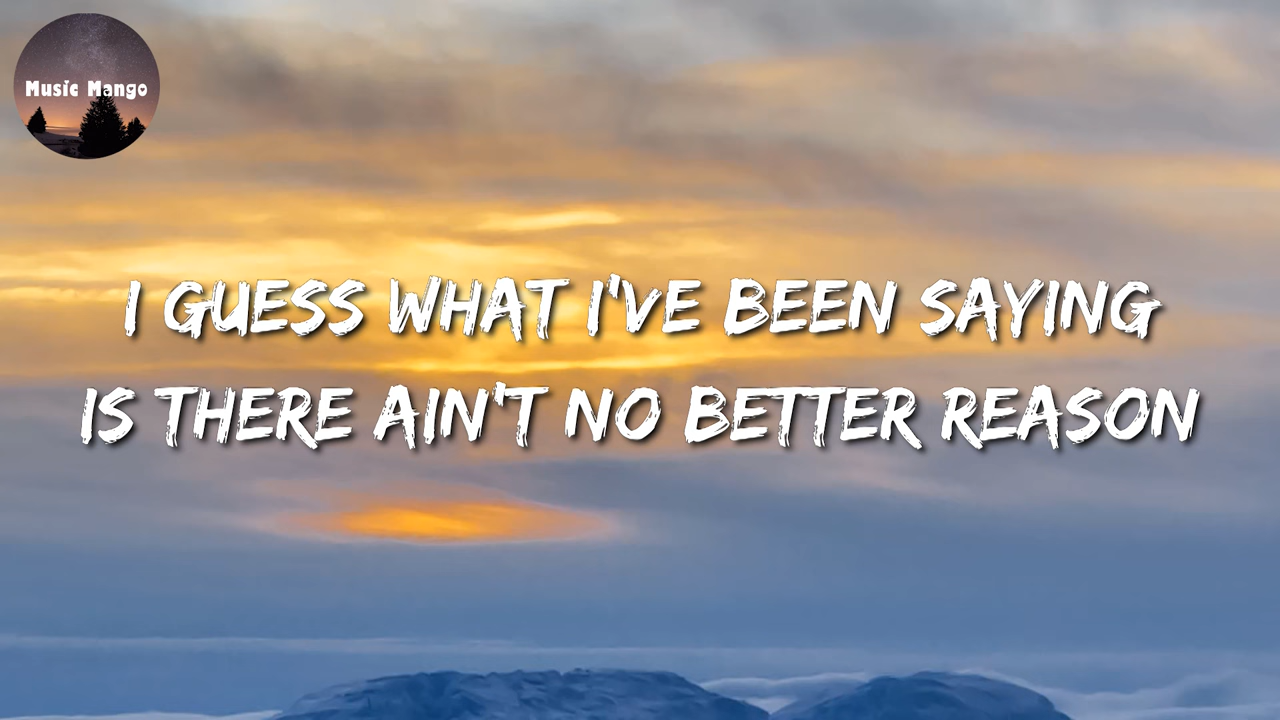 Music Mango
I GUESS WHAT I'VE BEEN SAYING
IS THERE AIN'T NO BETTER REASON